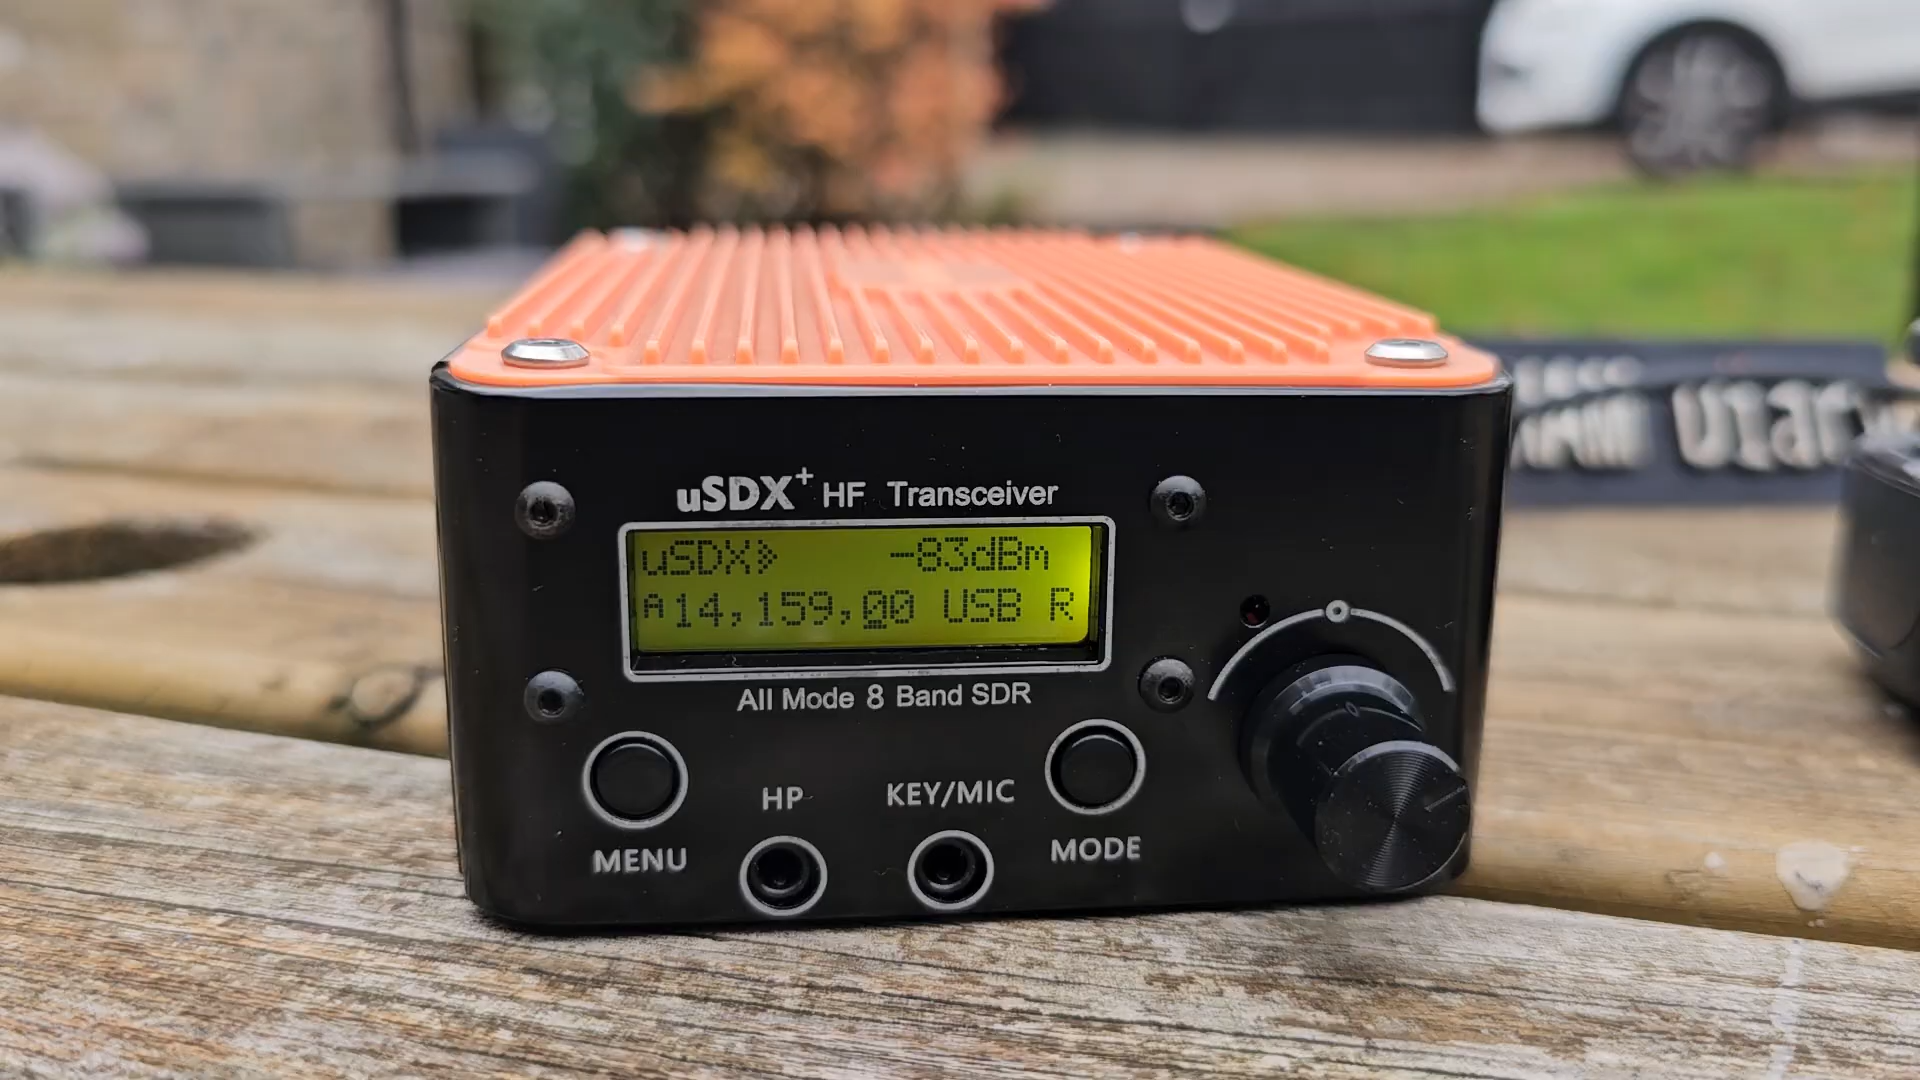 uSDX+ HF Transceiver
uSDX» -83dBm
A14,159,00 USB R
All Mode 8 Band SDR
HP
KEY/MIC
MENU
MODE